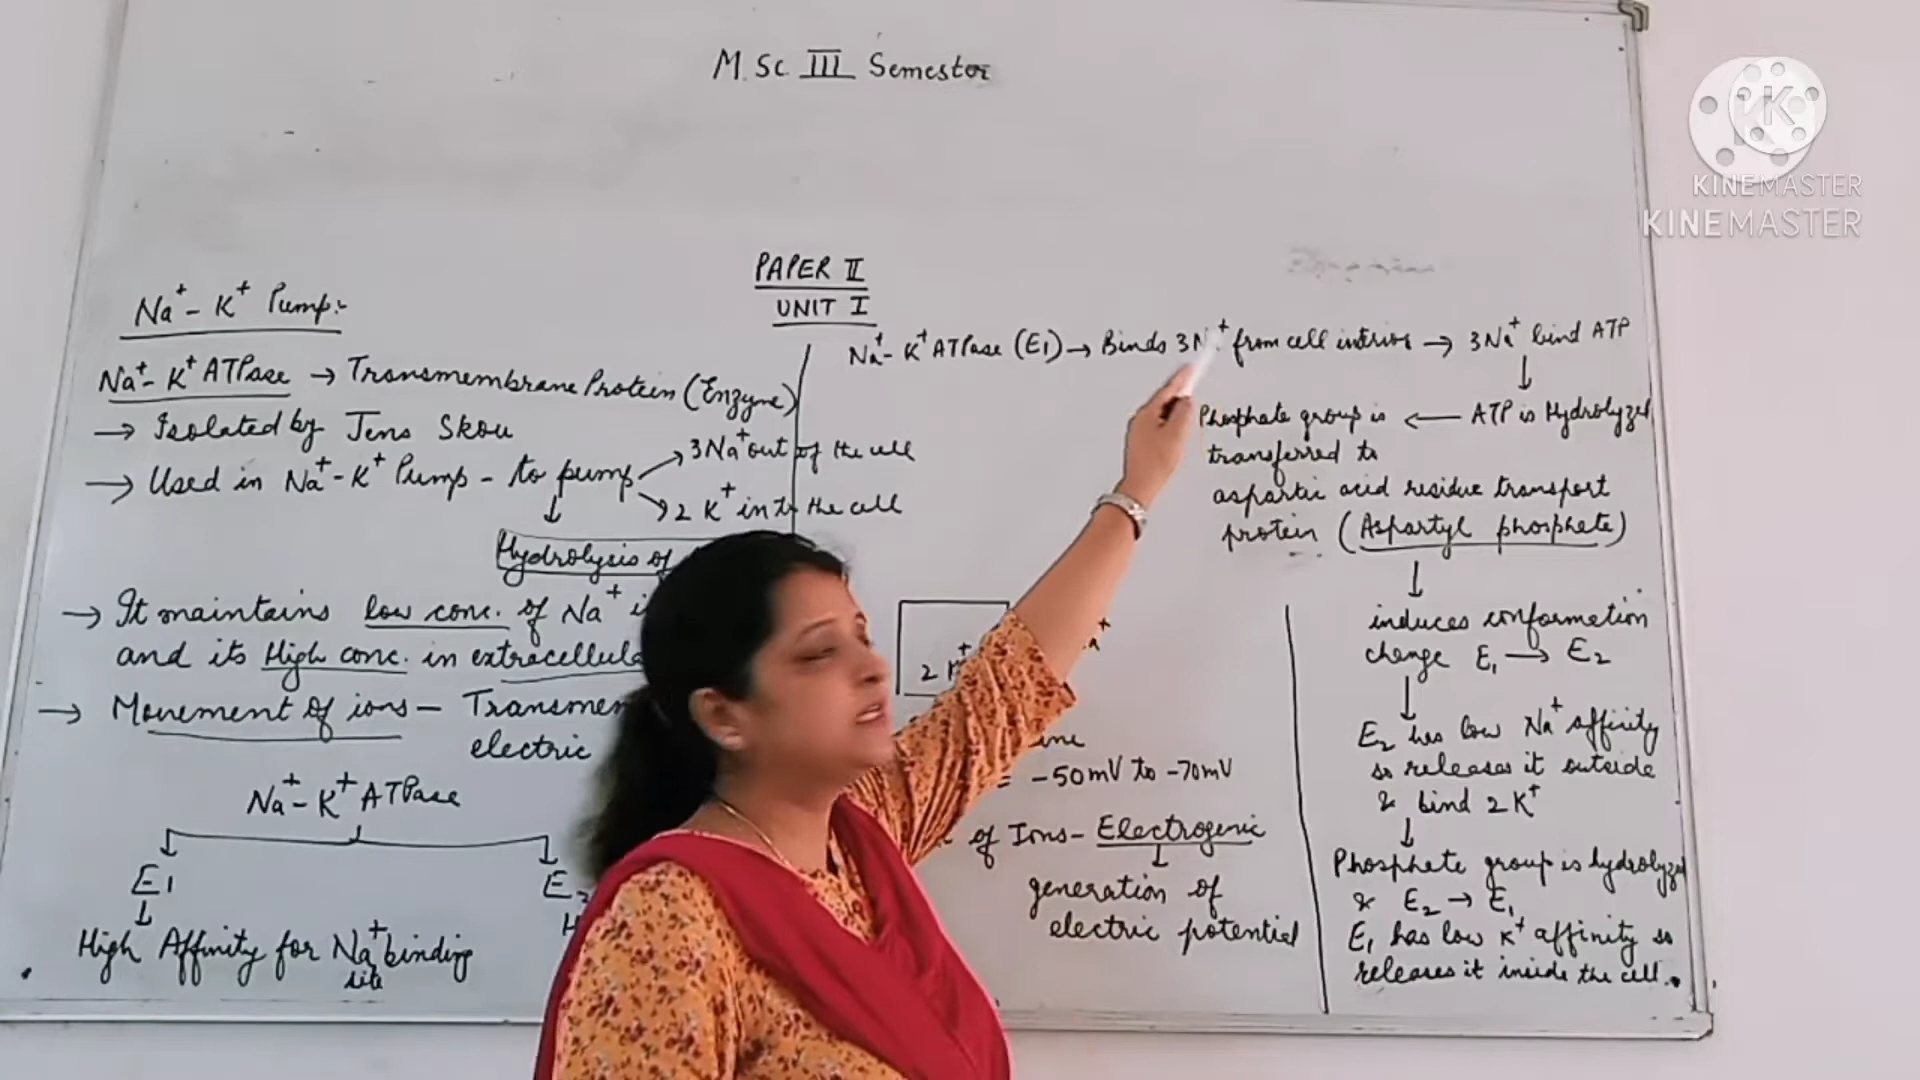 M.Sc. III Semester
KINEMASTER
KINEMASTER
PAPER II
UNIT I
Na⁺- K⁺ Pump:-
Na⁺- K⁺ ATPase → Transmembrane Protein (Enzyme)
→ Isolated by Jens Skou
→ Used in Na⁺- K⁺ Pump - to pump
3Na⁺ out of the cell
2 K⁺ in to the cell
Hydrolysis of
→ It maintains low conc. of Na⁺
and its High conc. in extracellula
→ Movement of ions - Transmem
electric
Na⁺- K⁺ ATPase
E1
E2
High Affinity for Na⁺ binding
site
Na⁺- K⁺ ATPase (E1) → Binds 3Na⁺ from cell interior → 3Na⁺ bind ATP
↓
Phosphate group is ← ATP is Hydrolyzed
transferred to
aspartic acid residue transport
protein (Aspartyl phosphate)
↓
induces conformation
change E₁ → E₂
↓
E₂ has low Na⁺ affinity
so releases it outside
& bind 2K⁺
↓
Phosphate group is hydrolyzed
& E₂ → E₁
E₁ has low K⁺ affinity so
releases it inside the cell.
2 K⁺
-50mV to -70mV
of Ions - Electrogenic
↓
generation of
electric potential